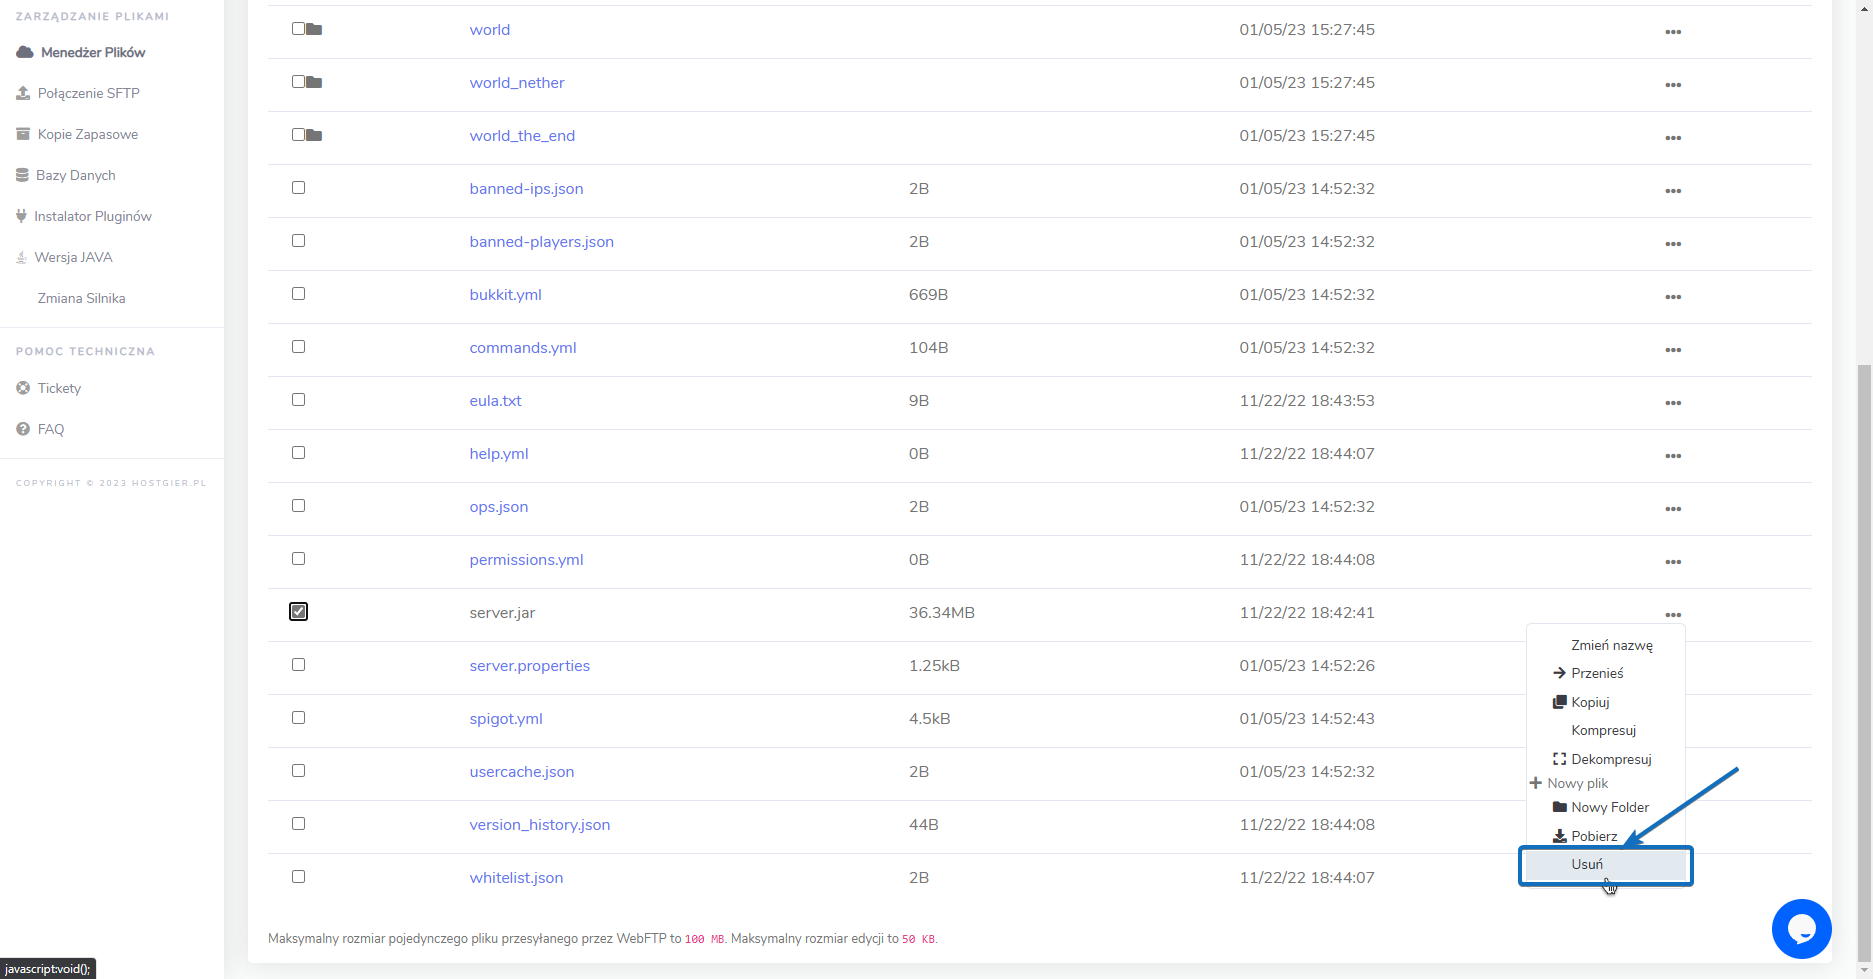 ZARZĄDZANIE PLIKAMI
Menedżer Plików
Połączenie SFTP
Kopie Zapasowe
Bazy Danych
Instalator Pluginów
Wersja JAVA
Zmiana Silnika
POMOC TECHNICZNA
Tickety
FAQ
COPYRIGHT © 2023 HOSTGIER.PL
world 01/05/23 15:27:45
world_nether 01/05/23 15:27:45
world_the_end 01/05/23 15:27:45
banned-ips.json 2B 01/05/23 14:52:32
banned-players.json 2B 01/05/23 14:52:32
bukkit.yml 669B 01/05/23 14:52:32
commands.yml 104B 01/05/23 14:52:32
eula.txt 9B 11/22/22 18:43:53
help.yml 0B 11/22/22 18:44:07
ops.json 2B 01/05/23 14:52:32
permissions.yml 0B 11/22/22 18:44:08
server.jar 36.34MB 11/22/22 18:42:41
server.properties 1.25kB 01/05/23 14:52:26
spigot.yml 4.5kB 01/05/23 14:52:43
usercache.json 2B 01/05/23 14:52:32
version_history.json 44B 11/22/22 18:44:08
whitelist.json 2B 11/22/22 18:44:07
Zmień nazwę
Przenieś
Kopiuj
Kompresuj
Dekompresuj
Nowy plik
Nowy Folder
Pobierz
Usuń
Maksymalny rozmiar pojedynczego pliku przesyłanego przez WebFTP to 100 MB. Maksymalny rozmiar edycji to 50 KB.
javascript:void();